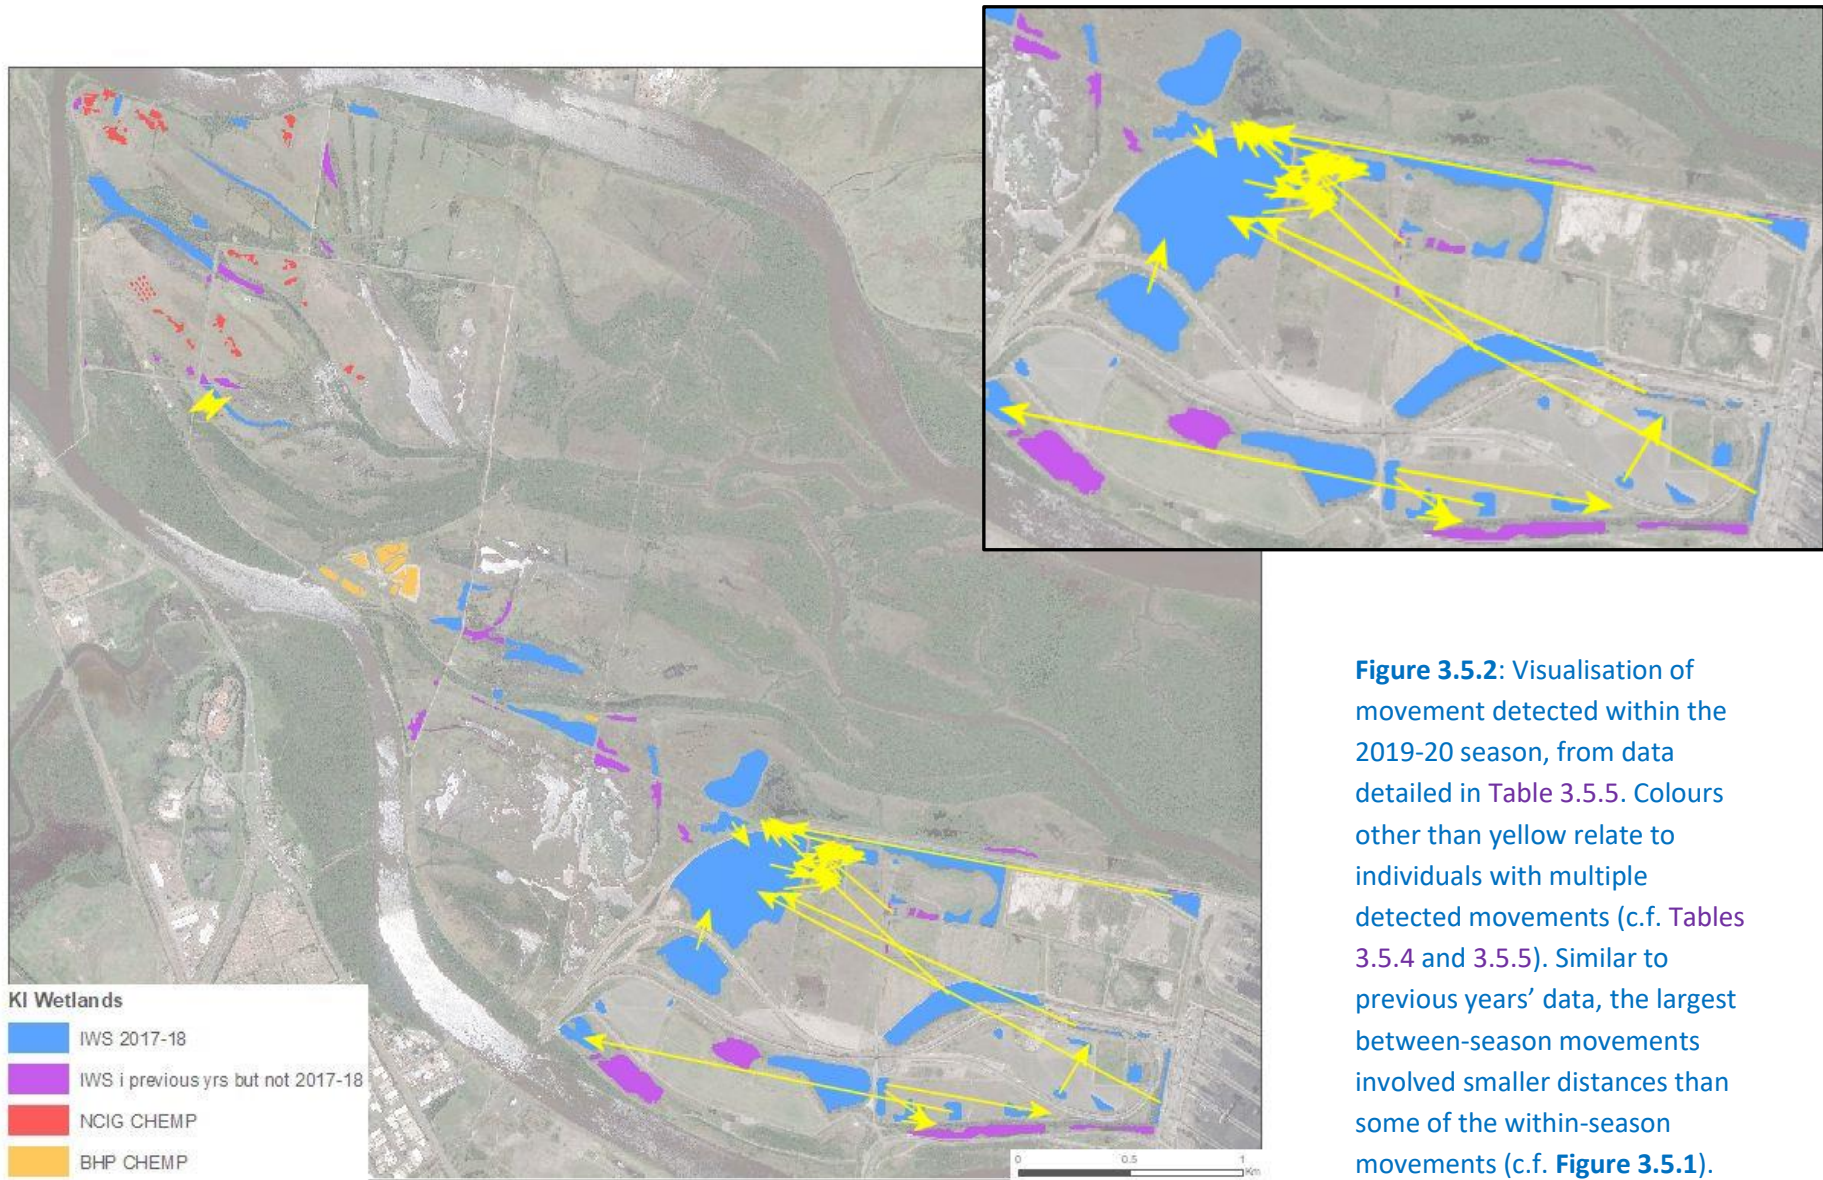 KI Wetlands
IWS 2017-18
IWS i previous yrs but not 2017-18
NCIG CHEMP
BHP CHEMP
0 0.5 1
Km
Figure 3.5.2: Visualisation of
movement detected within the
2019-20 season, from data
detailed in Table 3.5.5. Colours
other than yellow relate to
individuals with multiple
detected movements (c.f. Tables
3.5.4 and 3.5.5). Similar to
previous years’ data, the largest
between-season movements
involved smaller distances than
some of the within-season
movements (c.f. Figure 3.5.1).